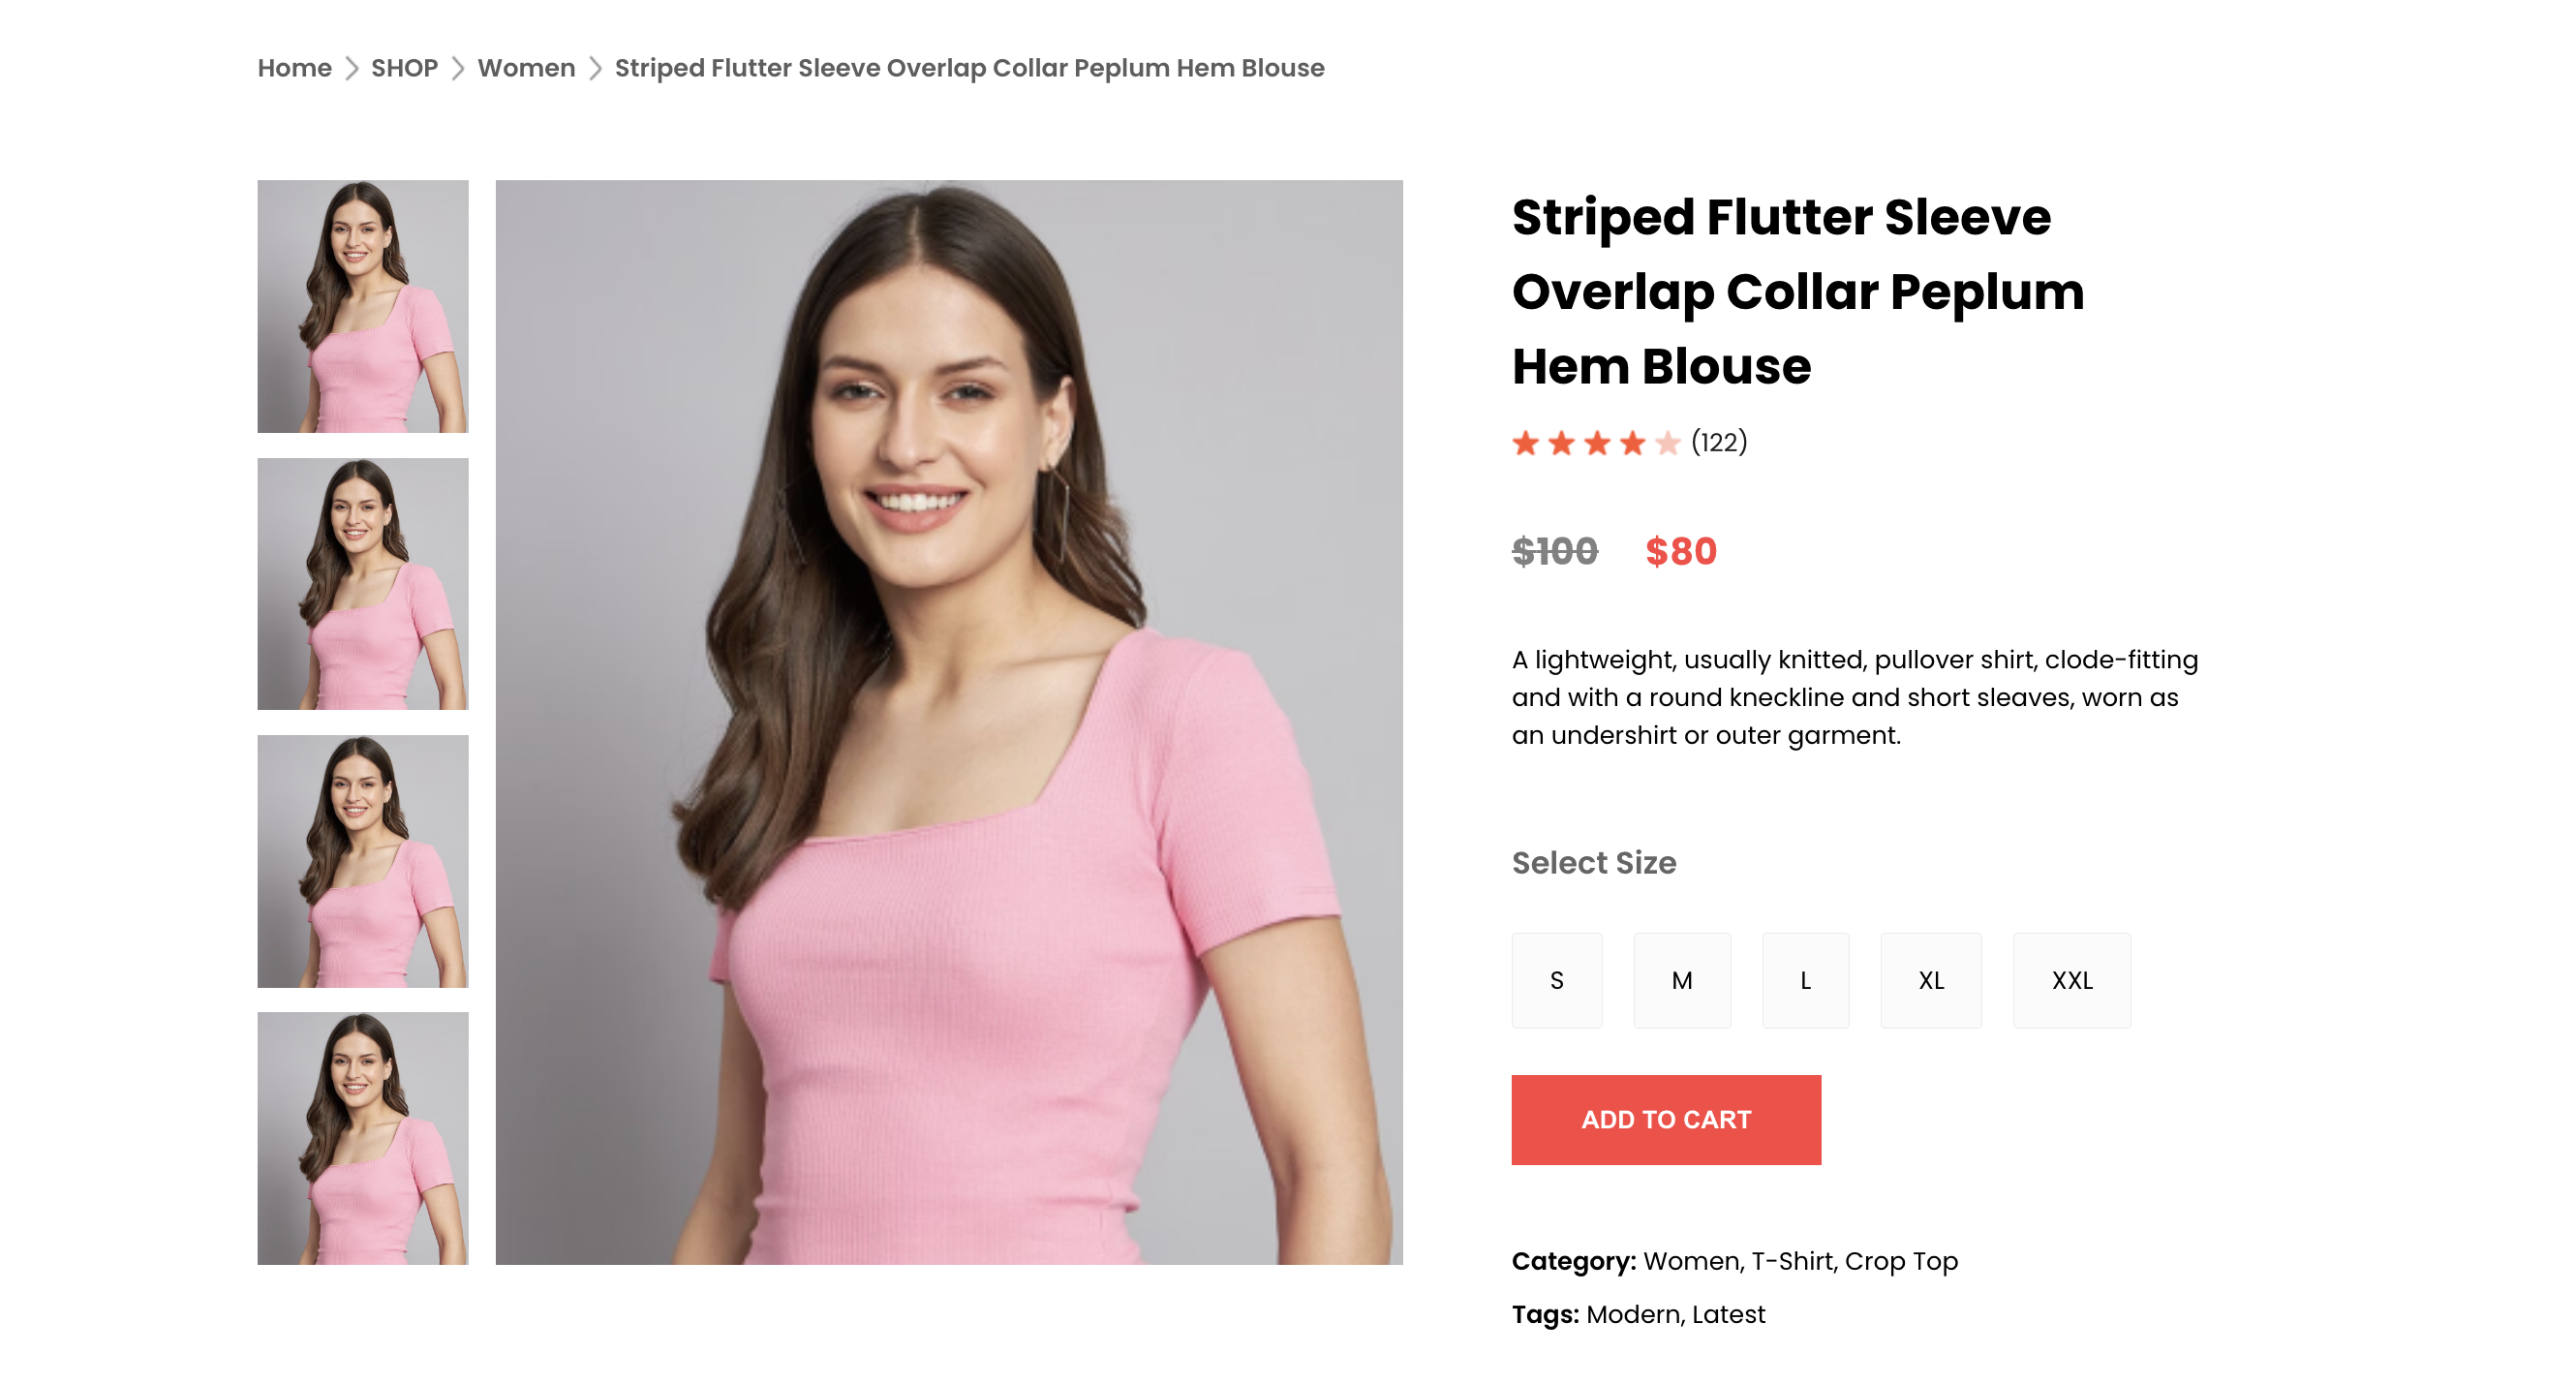 Home > SHOP > Women > Striped Flutter Sleeve Overlap Collar Peplum Hem Blouse
Striped Flutter Sleeve
Overlap Collar Peplum
Hem Blouse
(122)
$100 $80
A lightweight, usually knitted, pullover shirt, clode-fitting
and with a round kneckline and short sleaves, worn as
an undershirt or outer garment.
Select Size
S M L XL XXL
ADD TO CART
Category: Women, T-Shirt, Crop Top
Tags: Modern, Latest